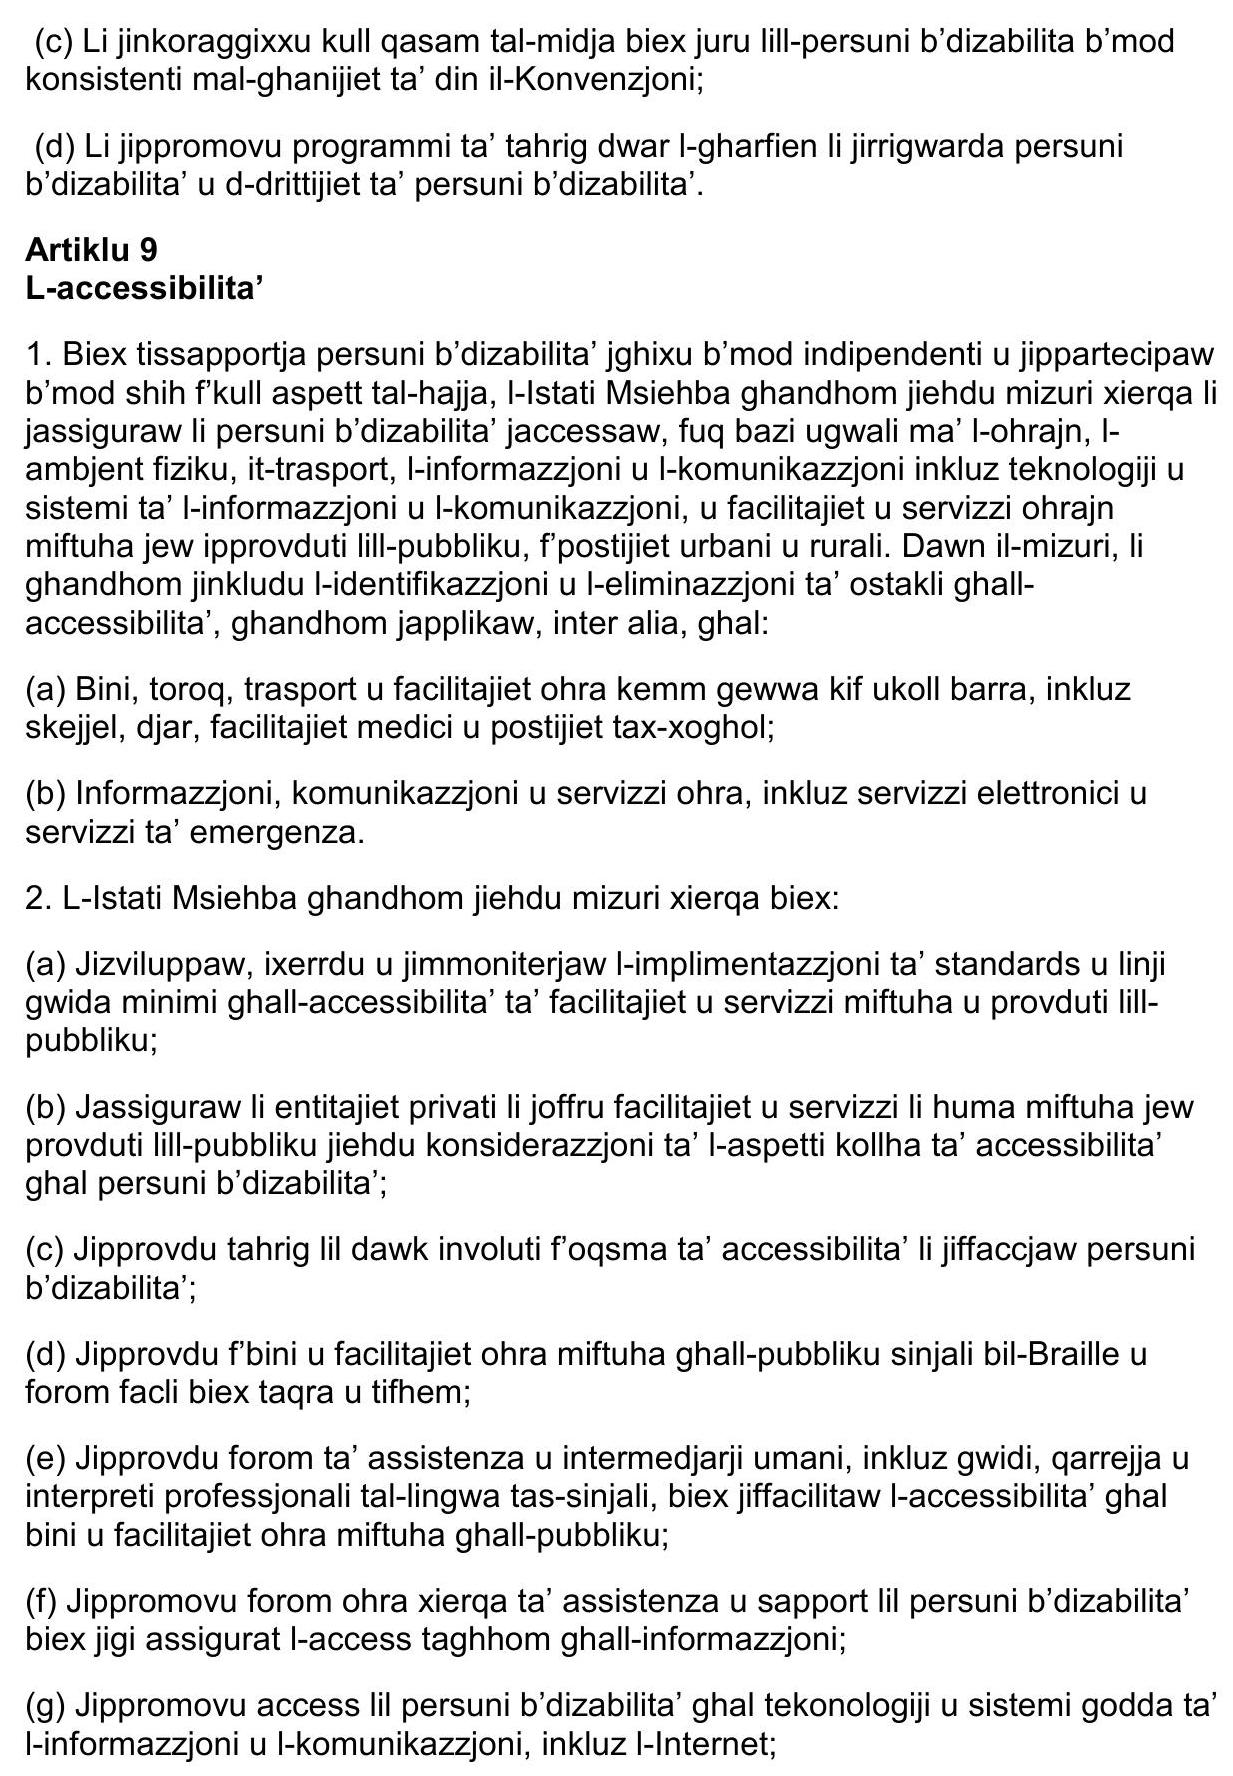 (c) Li jinkoraggixxu kull qasam tal-midja biex juru lill-persuni b’dizabilita b’mod
konsistenti mal-ghanijiet ta’ din il-Konvenzjoni;
(d) Li jippromovu programmi ta’ tahrig dwar l-gharfien li jirrigwarda persuni
b’dizabilita’ u d-drittijiet ta’ persuni b’dizabilita’.
Artiklu 9
L-accessibilita’
1. Biex tissapportja persuni b’dizabilita’ jghixu b’mod indipendenti u jippartecipaw
b’mod shih f’kull aspett tal-hajja, l-Istati Msiehba ghandhom jiehdu mizuri xierqa li
jassiguraw li persuni b’dizabilita’ jaccessaw, fuq bazi ugwali ma’ l-ohrajn, l-
ambjent fiziku, it-trasport, l-informazzjoni u l-komunikazzjoni inkluz teknologiji u
sistemi ta’ l-informazzjoni u l-komunikazzjoni, u facilitajiet u servizzi ohrajn
miftuha jew ipprovduti lill-pubbliku, f’postijiet urbani u rurali. Dawn il-mizuri, li
ghandhom jinkludu l-identifikazzjoni u l-eliminazzjoni ta’ ostakli ghall-
accessibilita’, ghandhom japplikaw, inter alia, ghal:
(a) Bini, toroq, trasport u facilitajiet ohra kemm gewwa kif ukoll barra, inkluz
skejjel, djar, facilitajiet medici u postijiet tax-xoghol;
(b) Informazzjoni, komunikazzjoni u servizzi ohra, inkluz servizzi elettronici u
servizzi ta’ emergenza.
2. L-Istati Msiehba ghandhom jiehdu mizuri xierqa biex:
(a) Jizviluppaw, ixerrdu u jimmoniterjaw l-implimentazzjoni ta’ standards u linji
gwida minimi ghall-accessibilita’ ta’ facilitajiet u servizzi miftuha u provduti lill-
pubbliku;
(b) Jassiguraw li entitajiet privati li joffru facilitajiet u servizzi li huma miftuha jew
provduti lill-pubbliku jiehdu konsiderazzjoni ta’ l-aspetti kollha ta’ accessibilita’
ghal persuni b’dizabilita’;
(c) Jipprovdu tahrig lil dawk involuti f’oqsma ta’ accessibilita’ li jiffaccjaw persuni
b’dizabilita’;
(d) Jipprovdu f’bini u facilitajiet ohra miftuha ghall-pubbliku sinjali bil-Braille u
forom facli biex taqra u tifhem;
(e) Jipprovdu forom ta’ assistenza u intermedjarji umani, inkluz gwidi, qarrejja u
interpreti professjonali tal-lingwa tas-sinjali, biex jiffacilitaw l-accessibilita’ ghal
bini u facilitajiet ohra miftuha ghall-pubbliku;
(f) Jippromovu forom ohra xierqa ta’ assistenza u sapport lil persuni b’dizabilita’
biex jigi assigurat l-access taghhom ghall-informazzjoni;
(g) Jippromovu access lil persuni b’dizabilita’ ghal tekonologiji u sistemi godda ta’
l-informazzjoni u l-komunikazzjoni, inkluz l-Internet;